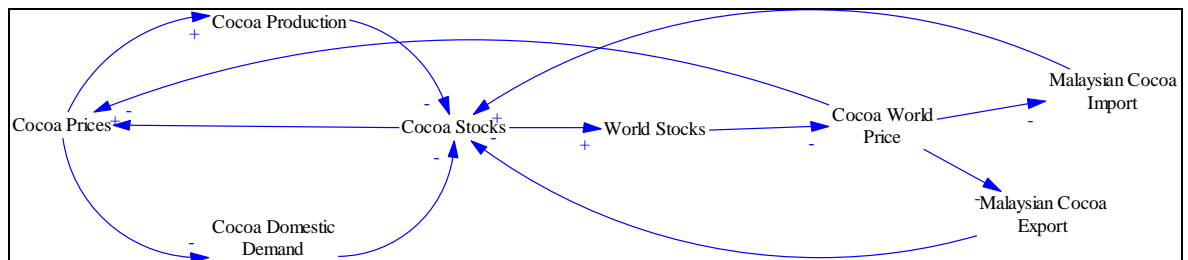 Cocoa Production
+
-
Malaysian Cocoa
Import
-
Cocoa Prices
+
-
Cocoa Stocks
+
-
-
World Stocks
+
-
Cocoa World
Price
-
Malaysian Cocoa
Export
-
Cocoa Domestic
Demand